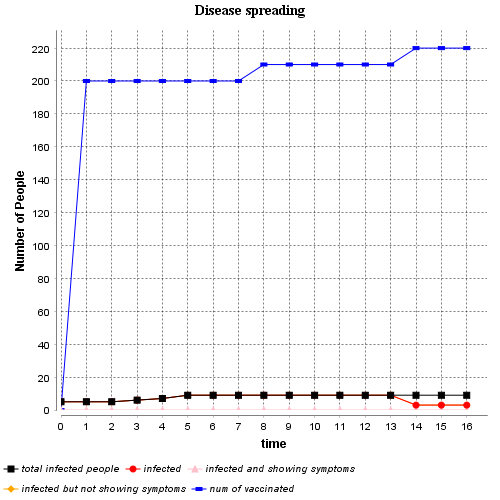 Disease spreading
Number of People
220
200
180
160
140
120
100
80
60
40
20
0
0 1 2 3 4 5 6 7 8 9 10 11 12 13 14 15 16
time
total infected people infected infected and showing symptoms
infected but not showing symptoms num of vaccinated